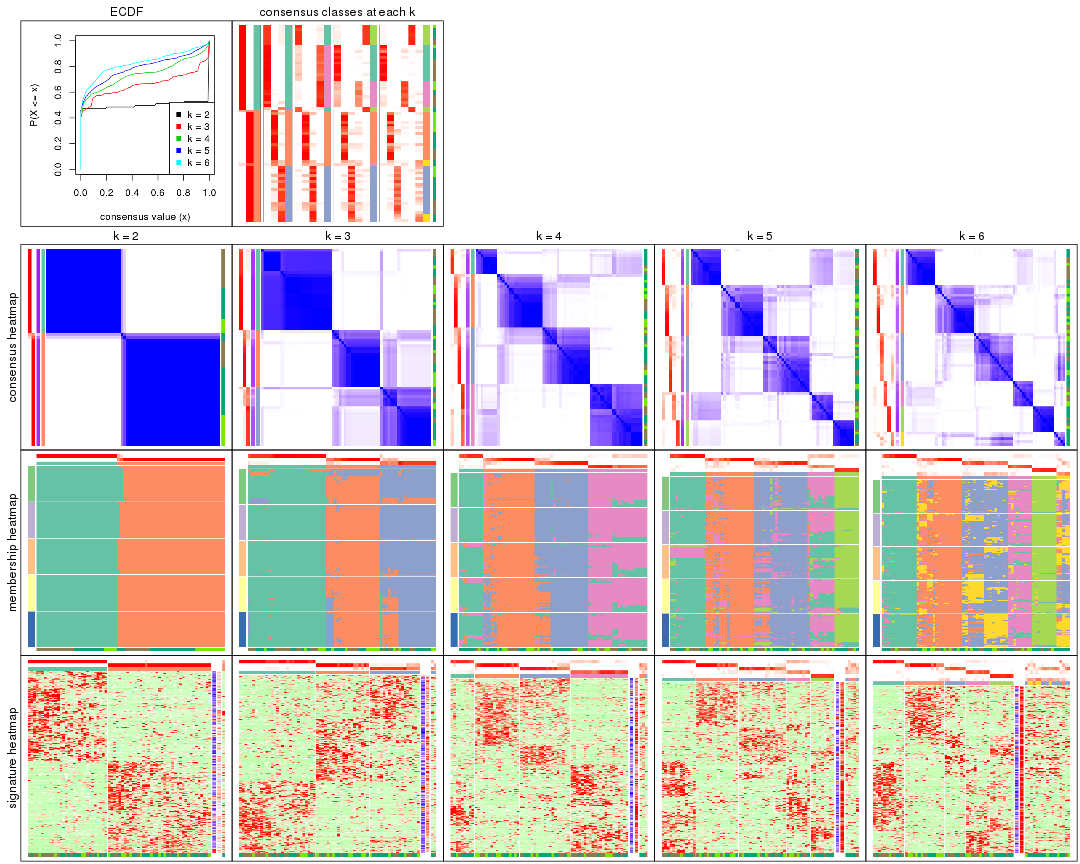 ECDF
consensus classes at each k
P(X <= x)
0.0 0.2 0.4 0.6 0.8 1.0
k = 2
k = 3
k = 4
k = 5
k = 6
0.0 0.2 0.4 0.6 0.8 1.0
consensus value (x)
k = 2
k = 3
k = 4
k = 5
k = 6
consensus heatmap
membership heatmap
signature heatmap